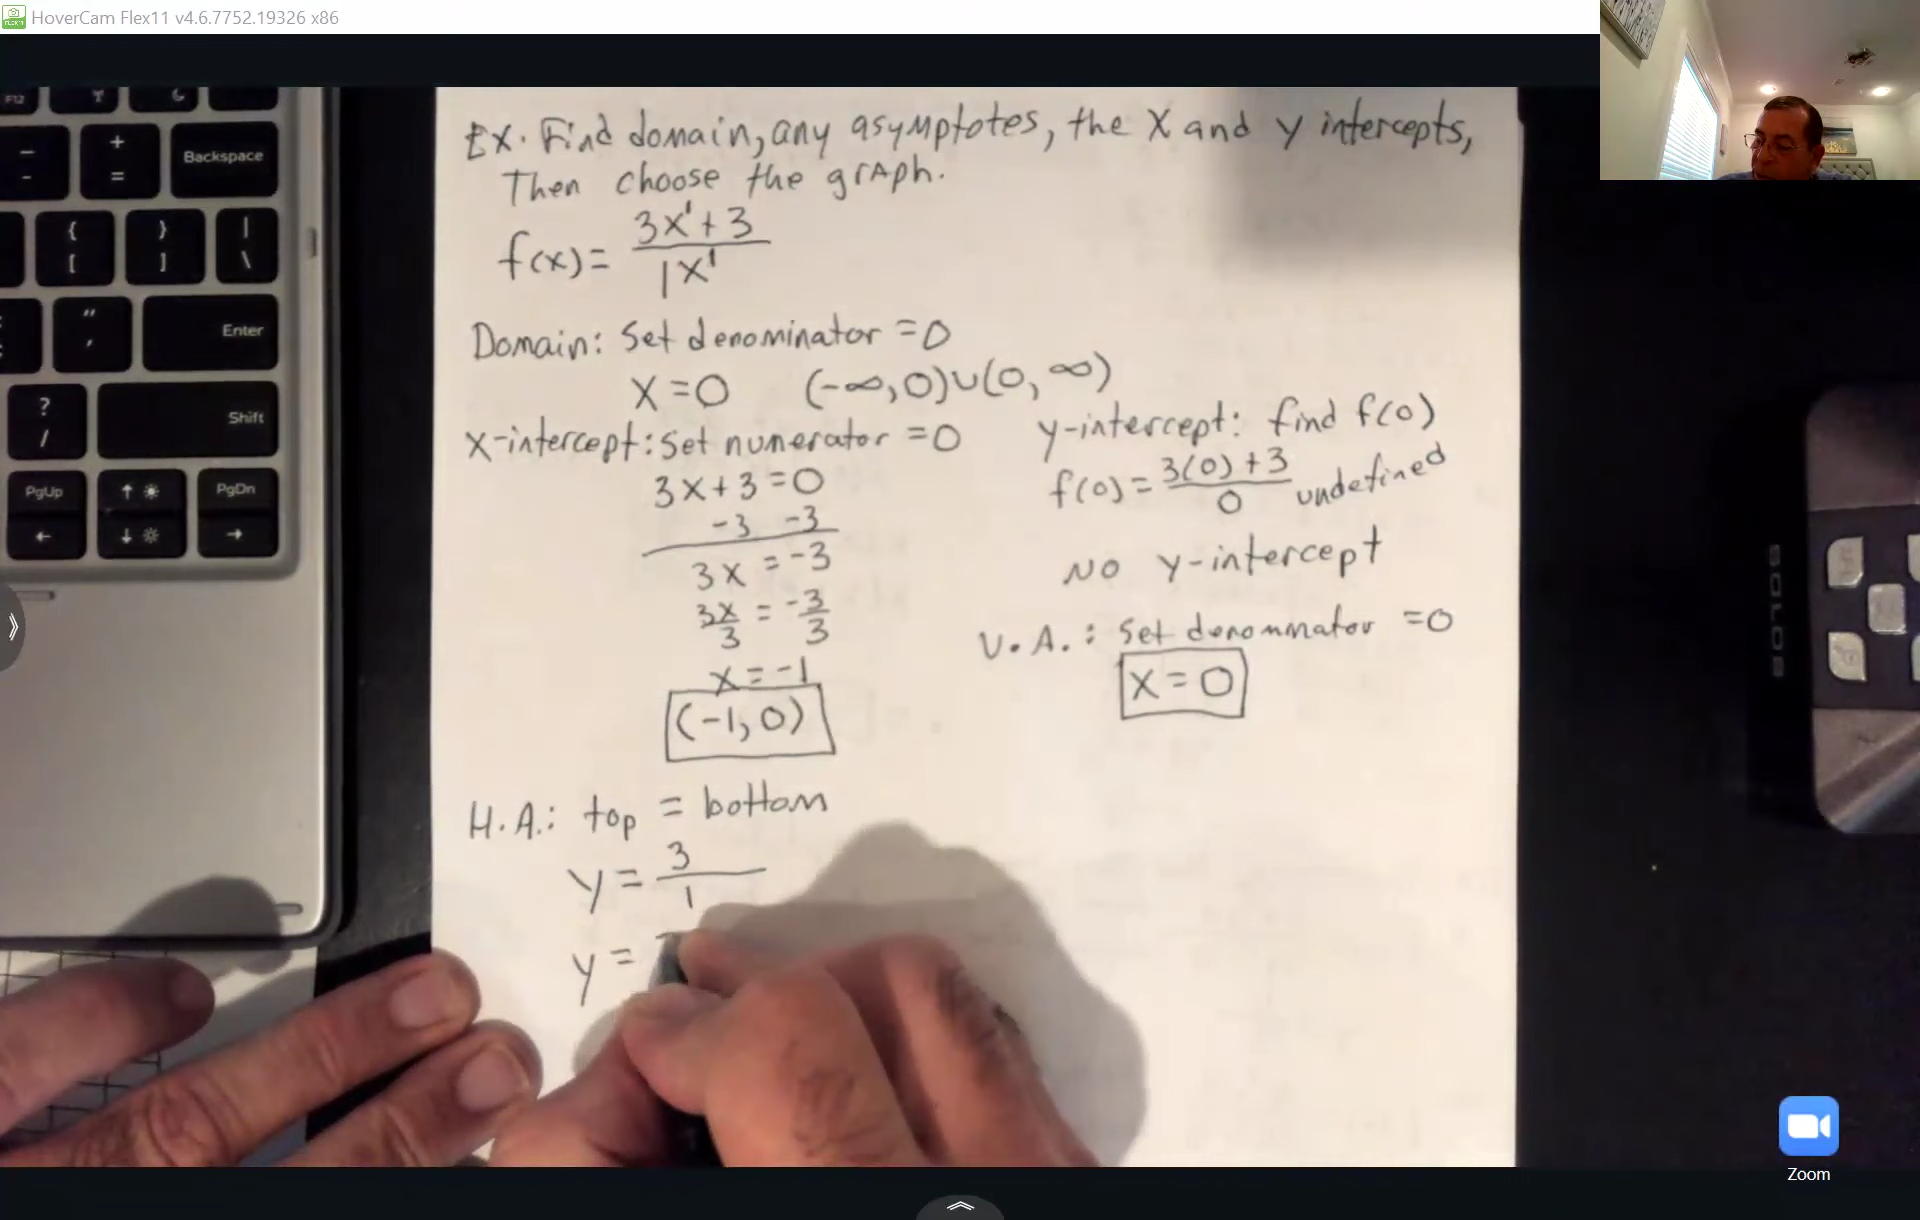 HoverCam Flex11 v4.6.7752.19326 x86
Ex. Find domain, any asymptotes, the x and y intercepts,
Then choose the graph.
f(x) = 3x¹ + 3 / 1x¹
Domain: Set denominator = 0
x = 0 (-∞, 0) ∪ (0, ∞)
x-intercept: Set numerator = 0
3x + 3 = 0
-3 -3
3x = -3
3x/3 = -3/3
x = -1
(-1, 0)
y-intercept: find f(0)
f(0) = 3(0) + 3 / 0 undefined
No y-intercept
V.A.: Set denominator = 0
x = 0
H.A.: top = bottom
y = 3 / 1
y =
F12
- -
+ =
Backspace
{ [
} ]
| \
" '
Enter
? /
Shift
PgUp
PgDn
SOLO 8
Zoom